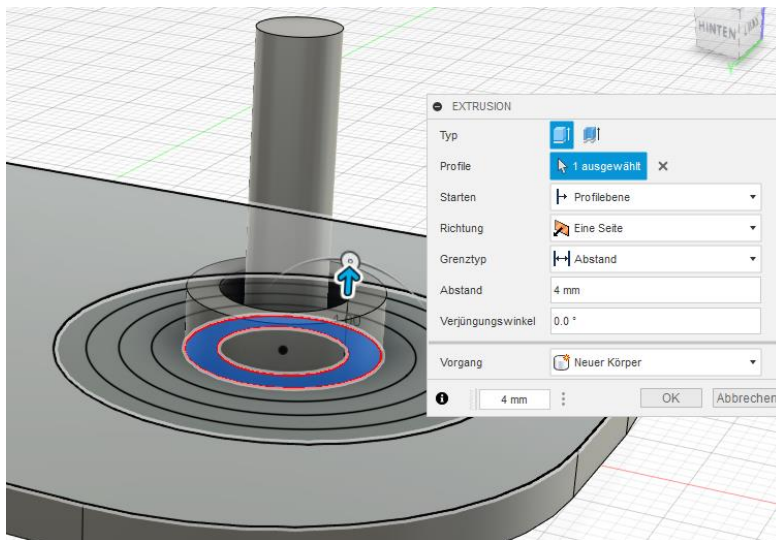 HINTEN
LINKS
EXTRUSION
Typ
Profile
1 ausgewählt
Starten
Profilebene
Richtung
Eine Seite
Grenztyp
Abstand
Abstand
4 mm
Verjüngungswinkel
0.0 °
Vorgang
Neuer Körper
4 mm
OK
Abbrechen